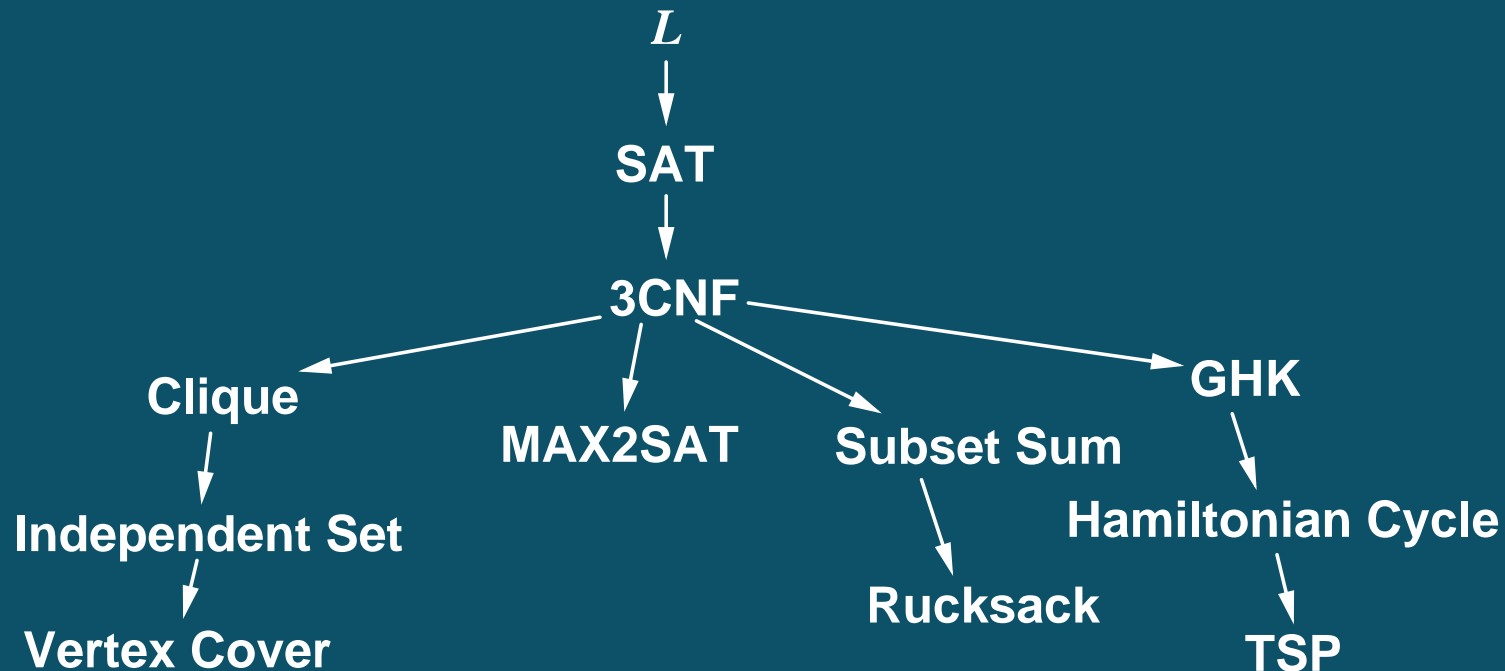 L
SAT
3CNF
Clique
GHK
MAX2SAT
Subset Sum
Independent Set
Hamiltonian Cycle
Rucksack
Vertex Cover
TSP